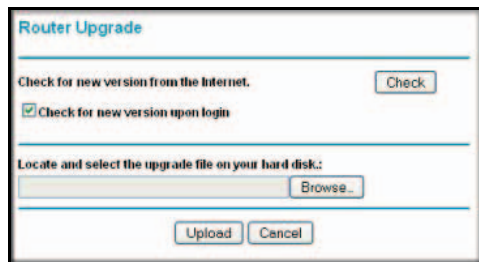 Router Upgrade
Check for new version from the Internet. Check
Check for new version upon login
Locate and select the upgrade file on your hard disk.:
Browse..
Upload Cancel